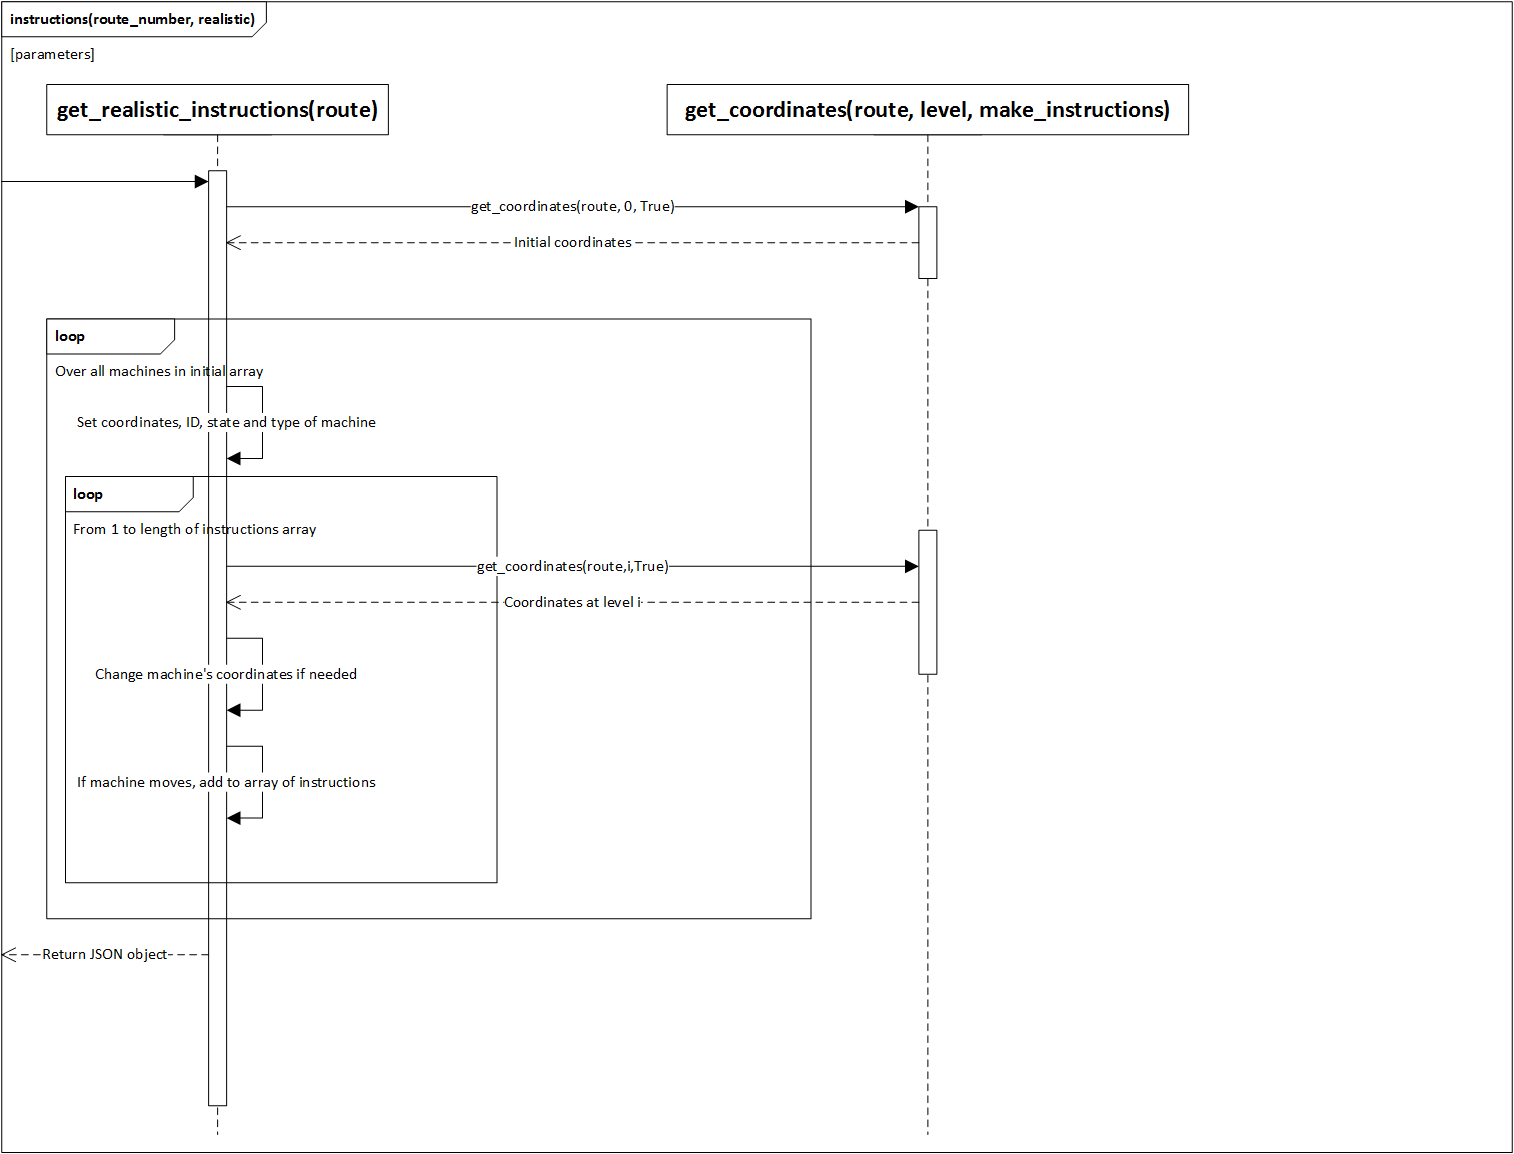 instructions(route_number, realistic)
[parameters]
get_realistic_instructions(route)
get_coordinates(route, level, make_instructions)
get_coordinates(route, 0, True)
Initial coordinates
loop
Over all machines in initial array
Set coordinates, ID, state and type of machine
loop
From 1 to length of instructions array
get_coordinates(route,i,True)
Coordinates at level i
Change machine's coordinates if needed
If machine moves, add to array of instructions
Return JSON object